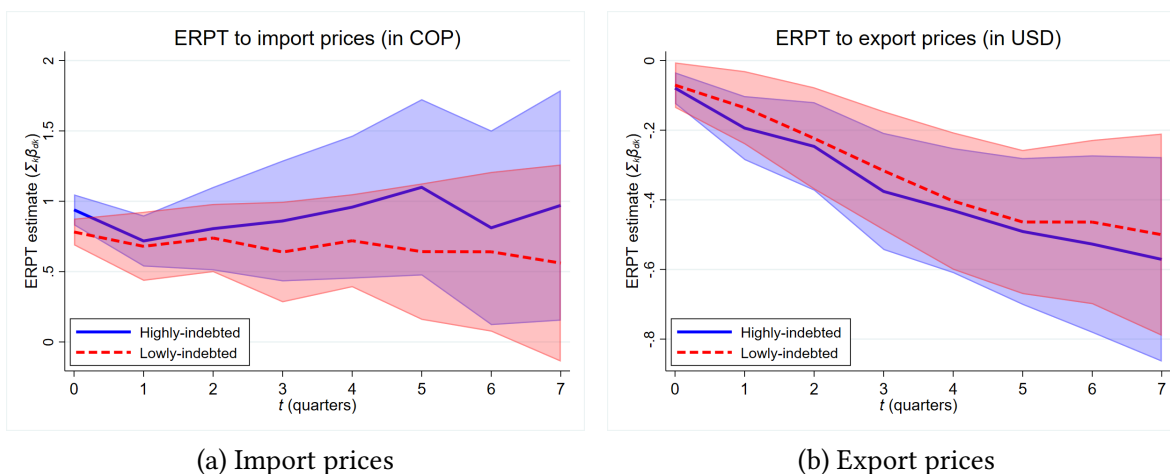 ERPT to import prices (in COP)
ERPT estimate (Σₖβdk)
2
1.5
1
.5
0
Highly-indebted
Lowly-indebted
0 1 2 3 4 5 6 7
t (quarters)
(a) Import prices
ERPT to export prices (in USD)
ERPT estimate (Σₖβdk)
0
-.2
-.4
-.6
-.8
Highly-indebted
Lowly-indebted
0 1 2 3 4 5 6 7
t (quarters)
(b) Export prices